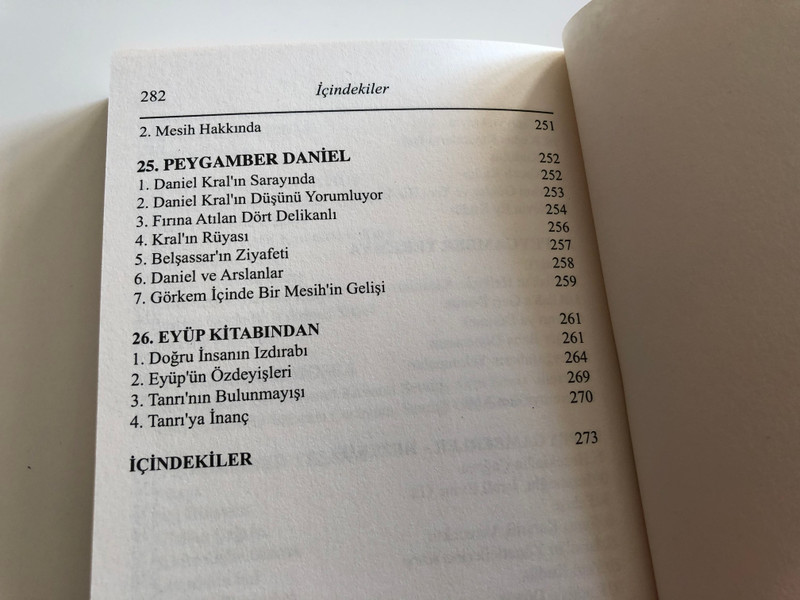 282 İçindekiler
2. Mesih Hakkında 251
25. PEYGAMBER DANİEL 252
1. Daniel Kral'ın Sarayında 252
2. Daniel Kral'ın Düşünü Yorumluyor 253
3. Fırına Atılan Dört Delikanlı 254
4. Kral'ın Rüyası 256
5. Belşassar'ın Ziyafeti 257
6. Daniel ve Arslanlar 258
7. Görkem İçinde Bir Mesih'in Gelişi 259
26. EYÜP KİTABINDAN 261
1. Doğru İnsanın Izdırabı 261
2. Eyüp'ün Özdeyişleri 264
3. Tanrı'nın Bulunmayışı 269
4. Tanrı'ya İnanç 270
İÇİNDEKİLER 273